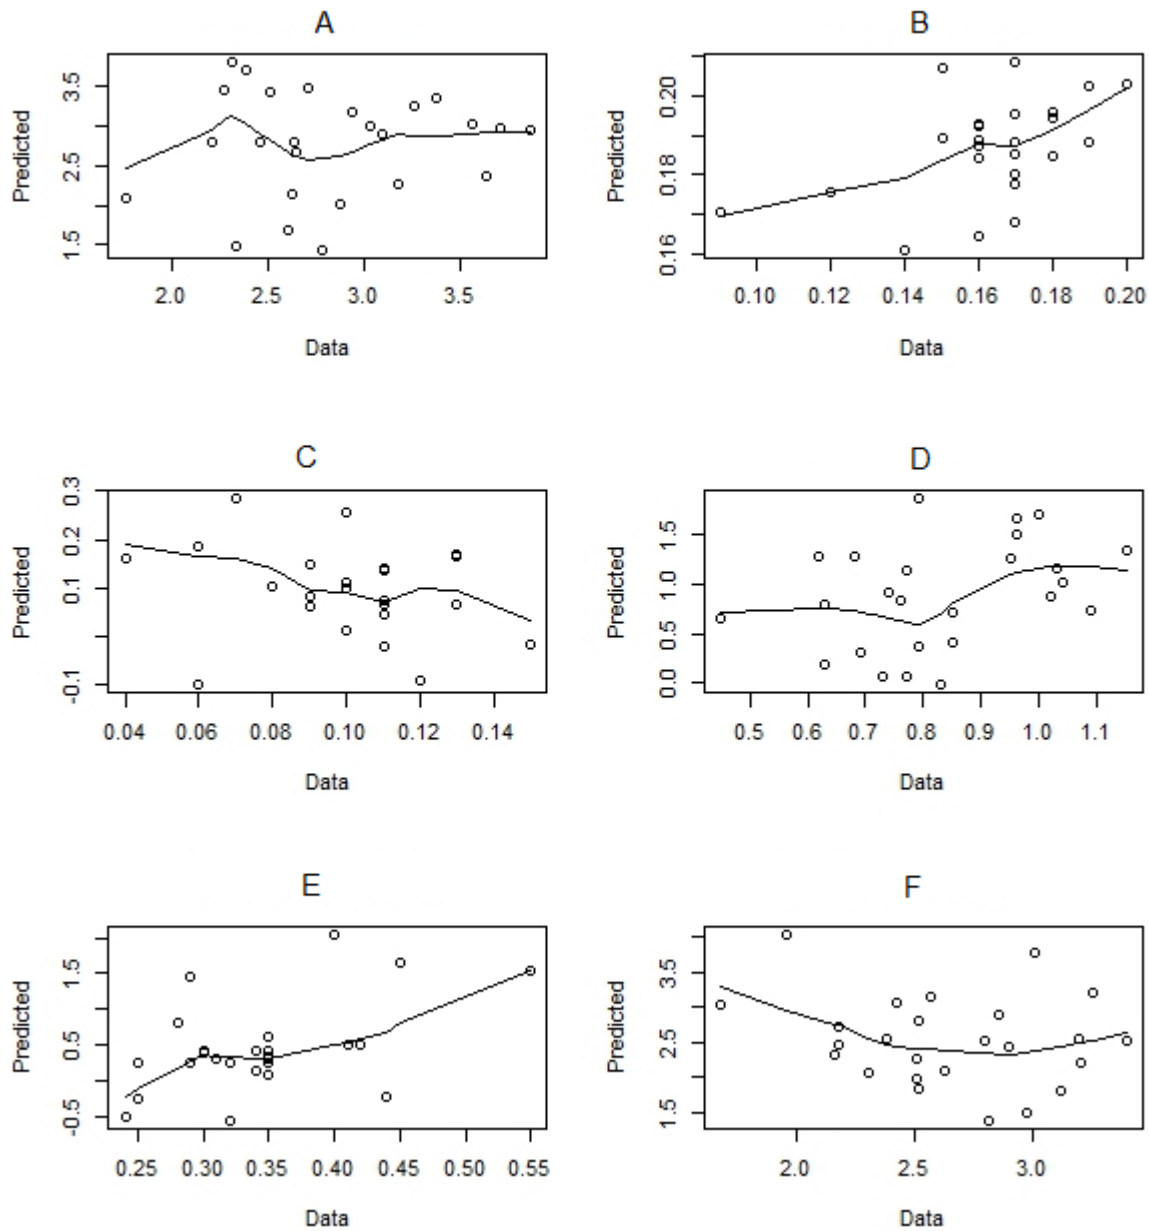 A
Predicted
3.5
2.5
1.5
2.0 2.5 3.0 3.5
Data
B
Predicted
0.20
0.18
0.16
0.10 0.12 0.14 0.16 0.18 0.20
Data
C
Predicted
0.3
0.2
0.1
-0.1
0.04 0.06 0.08 0.10 0.12 0.14
Data
D
Predicted
1.5
1.0
0.5
0.0
0.5 0.6 0.7 0.8 0.9 1.0 1.1
Data
E
Predicted
1.5
0.5
-0.5
0.25 0.30 0.35 0.40 0.45 0.50 0.55
Data
F
Predicted
3.5
2.5
1.5
2.0 2.5 3.0
Data